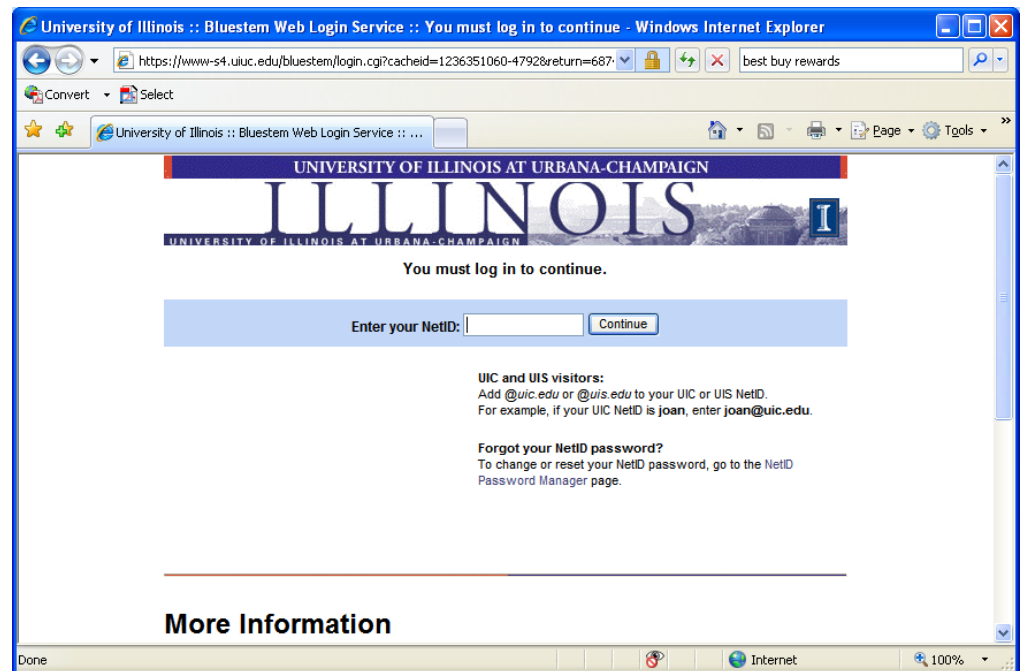 University of Illinois :: Bluestem Web Login Service :: You must log in to continue - Windows Internet Explorer
https://www-s4.uiuc.edu/bluestem/login.cgi?cacheid=1236351060-4792&return=687
best buy rewards
Convert
Select
University of Illinois :: Bluestem Web Login Service :: ...
Page
Tools
»
UNIVERSITY OF ILLINOIS AT URBANA-CHAMPAIGN
ILLINOIS
I
UNIVERSITY OF ILLINOIS AT URBANA-CHAMPAIGN
You must log in to continue.
Enter your NetID:
Continue
UIC and UIS visitors:
Add @uic.edu or @uis.edu to your UIC or UIS NetID.
For example, if your UIC NetID is joan, enter joan@uic.edu.
Forgot your NetID password?
To change or reset your NetID password, go to the NetID
Password Manager page.
More Information
Done
Internet
100%